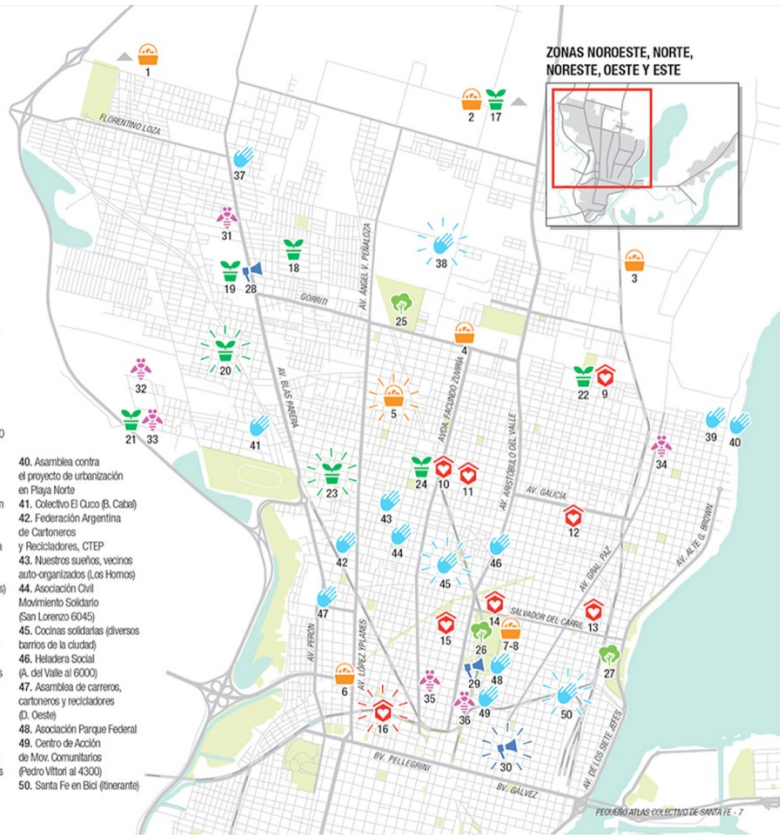 ZONAS NOROESTE, NORTE,
NORESTE, OESTE Y ESTE
1
2
17
FLORENTINO LOZA
37
31
38
3
18
19
28
GORRITI
AV. ÁNGEL V. PEÑALOZA
25
4
20
5
AVDA. FACUNDO ZUVIRÍA
32
AV. BLAS PARERA
22
9
21
33
41
39
40
34
AV. ARISTÓBULO DEL VALLE
23
24
10
11
AV. GALICIA
12
43
44
42
45
46
AV. GRAL. PAZ
AV. ALTE G. BROWN
47
14
SALVADOR DEL CARRIL
13
15
26
7-8
AV. PERÓN
AV. LÓPEZ Y PLANES
27
6
29
48
35
36
49
50
16
30
AV. DE LOS SIETE JEFES
BV. PELLEGRINI
BV. GÁLVEZ
40. Asamblea contra
el proyecto de urbanización
en Playa Norte
41. Colectivo El Cuco (B. Cabal)
42. Federación Argentina
de Cartoneros
y Recicladores, CTEP
43. Nuestros sueños, vecinos
auto-organizados (Los Hornos)
44. Asociación Civil
Movimiento Solidario
(San Lorenzo 6045)
45. Cocinas solidarias (diversos
barrios de la ciudad)
46. Heladera Social
(A. del Valle al 6000)
47. Asamblea de carreros,
cartoneros y recicladores
(D. Oeste)
48. Asociación Parque Federal
49. Centro de Acción
de Mov. Comunitarios
(Pedro Vittori al 4300)
50. Santa Fe en Bici (itinerante)
PEQUEÑO ATLAS COLECTIVO DE SANTA FE - 7